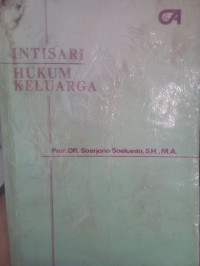 INTISARI
HUKUM
KELUARGA
Prof. DR. Soerjono Soekanto, S.H., M.A.